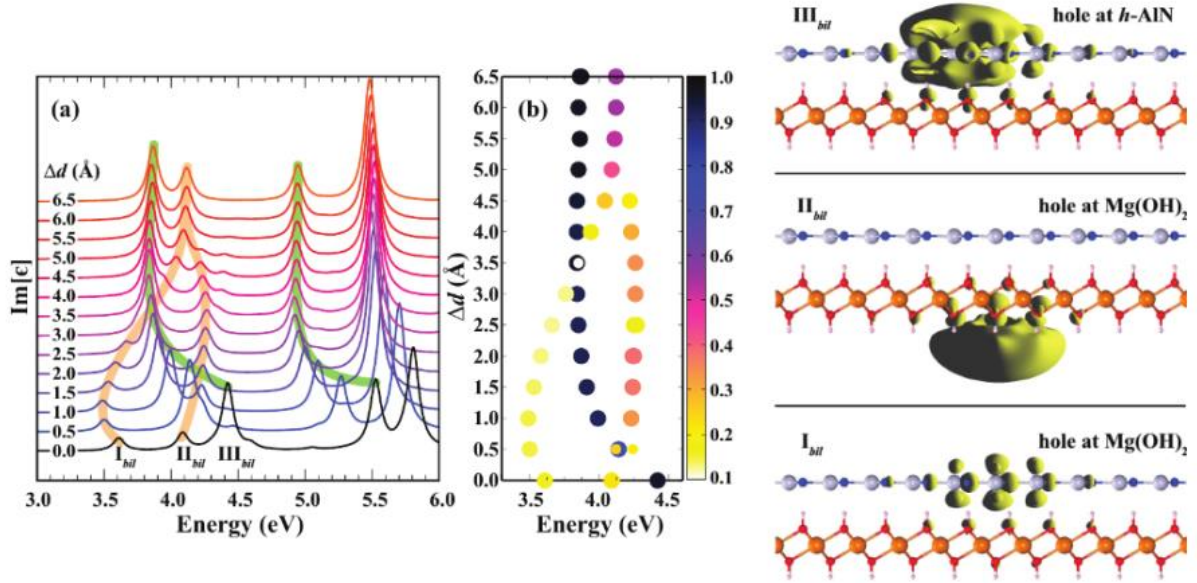 (a)
Δd (Å)
6.5
6.0
5.5
5.0
4.5
4.0
3.5
3.0
2.5
2.0
1.5
1.0
0.5
0.0
Im[ϵ]
I_bil II_bil III_bil
3.0 3.5 4.0 4.5 5.0 5.5 6.0
Energy (eV)
(b)
Δd (Å)
6.5
6.0
5.5
5.0
4.5
4.0
3.5
3.0
2.5
2.0
1.5
1.0
0.5
0.0
3.5 4.0 4.5
Energy (eV)
1.0
0.9
0.8
0.7
0.6
0.5
0.4
0.3
0.2
0.1
III_bil hole at h-AlN
II_bil hole at Mg(OH)₂
I_bil hole at Mg(OH)₂